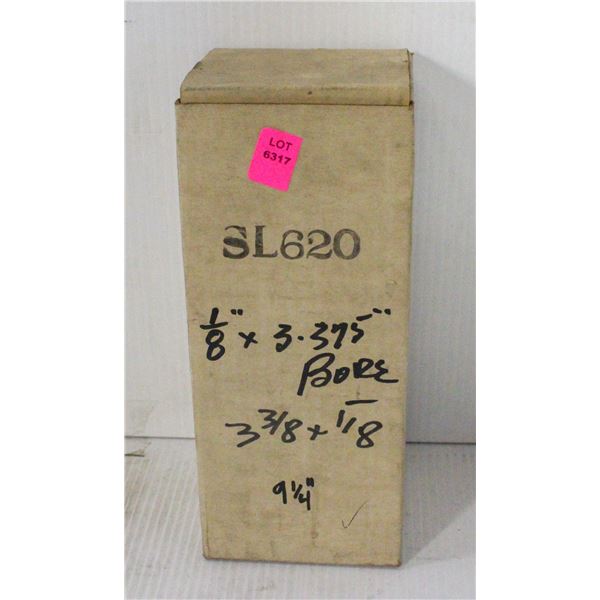 LOT
6317
SL620
1/8" x 3.375"
BORE
3 3/8 x 1/8
9 1/4"